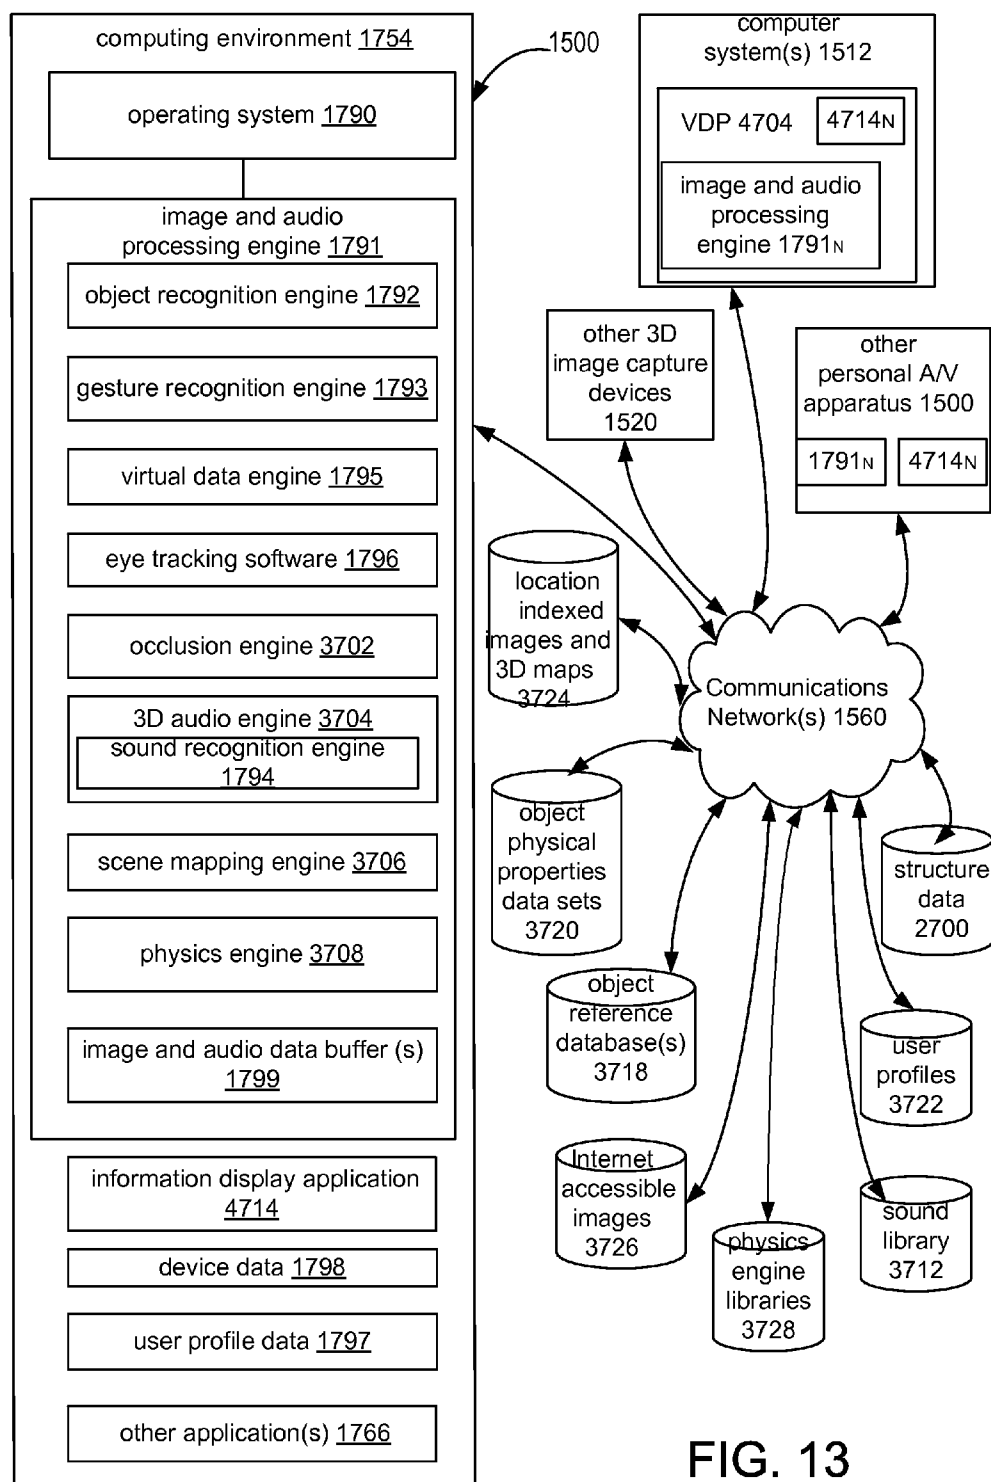 computing environment 1754
1500
operating system 1790
image and audio
processing engine 1791
object recognition engine 1792
gesture recognition engine 1793
virtual data engine 1795
eye tracking software 1796
occlusion engine 3702
3D audio engine 3704
sound recognition engine
1794
scene mapping engine 3706
physics engine 3708
image and audio data buffer (s)
1799
information display application
4714
device data 1798
user profile data 1797
other application(s) 1766
computer
system(s) 1512
VDP 4704
4714N
image and audio
processing
engine 1791N
other 3D
image capture
devices
1520
other
personal A/V
apparatus 1500
1791N
4714N
location
indexed
images and
3D maps
3724
Communications
Network(s) 1560
object
physical
properties
data sets
3720
structure
data
2700
object
reference
database(s)
3718
user
profiles
3722
Internet
accessible
images
3726
physics
engine
libraries
3728
sound
library
3712
FIG. 13